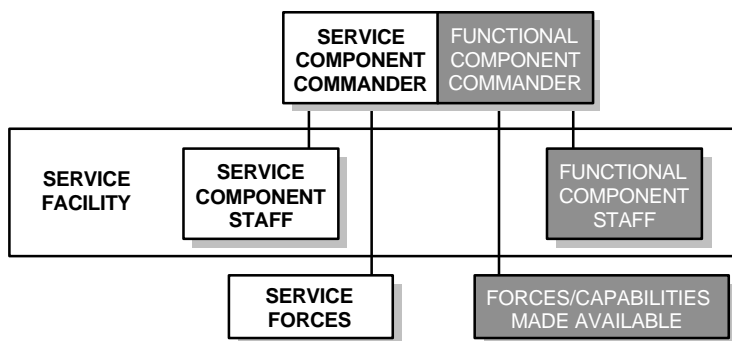 SERVICE
COMPONENT
COMMANDER
FUNCTIONAL
COMPONENT
COMMANDER
SERVICE
FACILITY
SERVICE
COMPONENT
STAFF
FUNCTIONAL
COMPONENT
STAFF
SERVICE
FORCES
FORCES/CAPABILITIES
MADE AVAILABLE